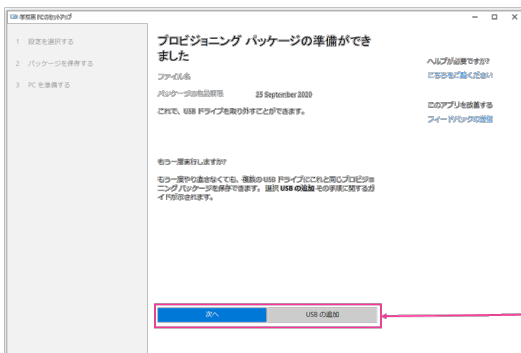 学校用 PCのセットアップ
1 設定を選択する
2 パッケージを保存する
3 PC を準備する
プロビジョニング パッケージの準備ができ
ました
ファイル名
パッケージの有効期限 25 September 2020
これで、USB ドライブを取り外すことができます。
もう一度実行しますか?
もう一度やり直さなくても、複数の USB ドライブにこれと同じプロビジョ
ニング パッケージを保存できます。 選択 USB の追加 その手順に関するガ
イドが示されます。
次へ
USB の追加
ヘルプが必要ですか?
こちらをご覧ください
このアプリを改善する
フィードバックの送信